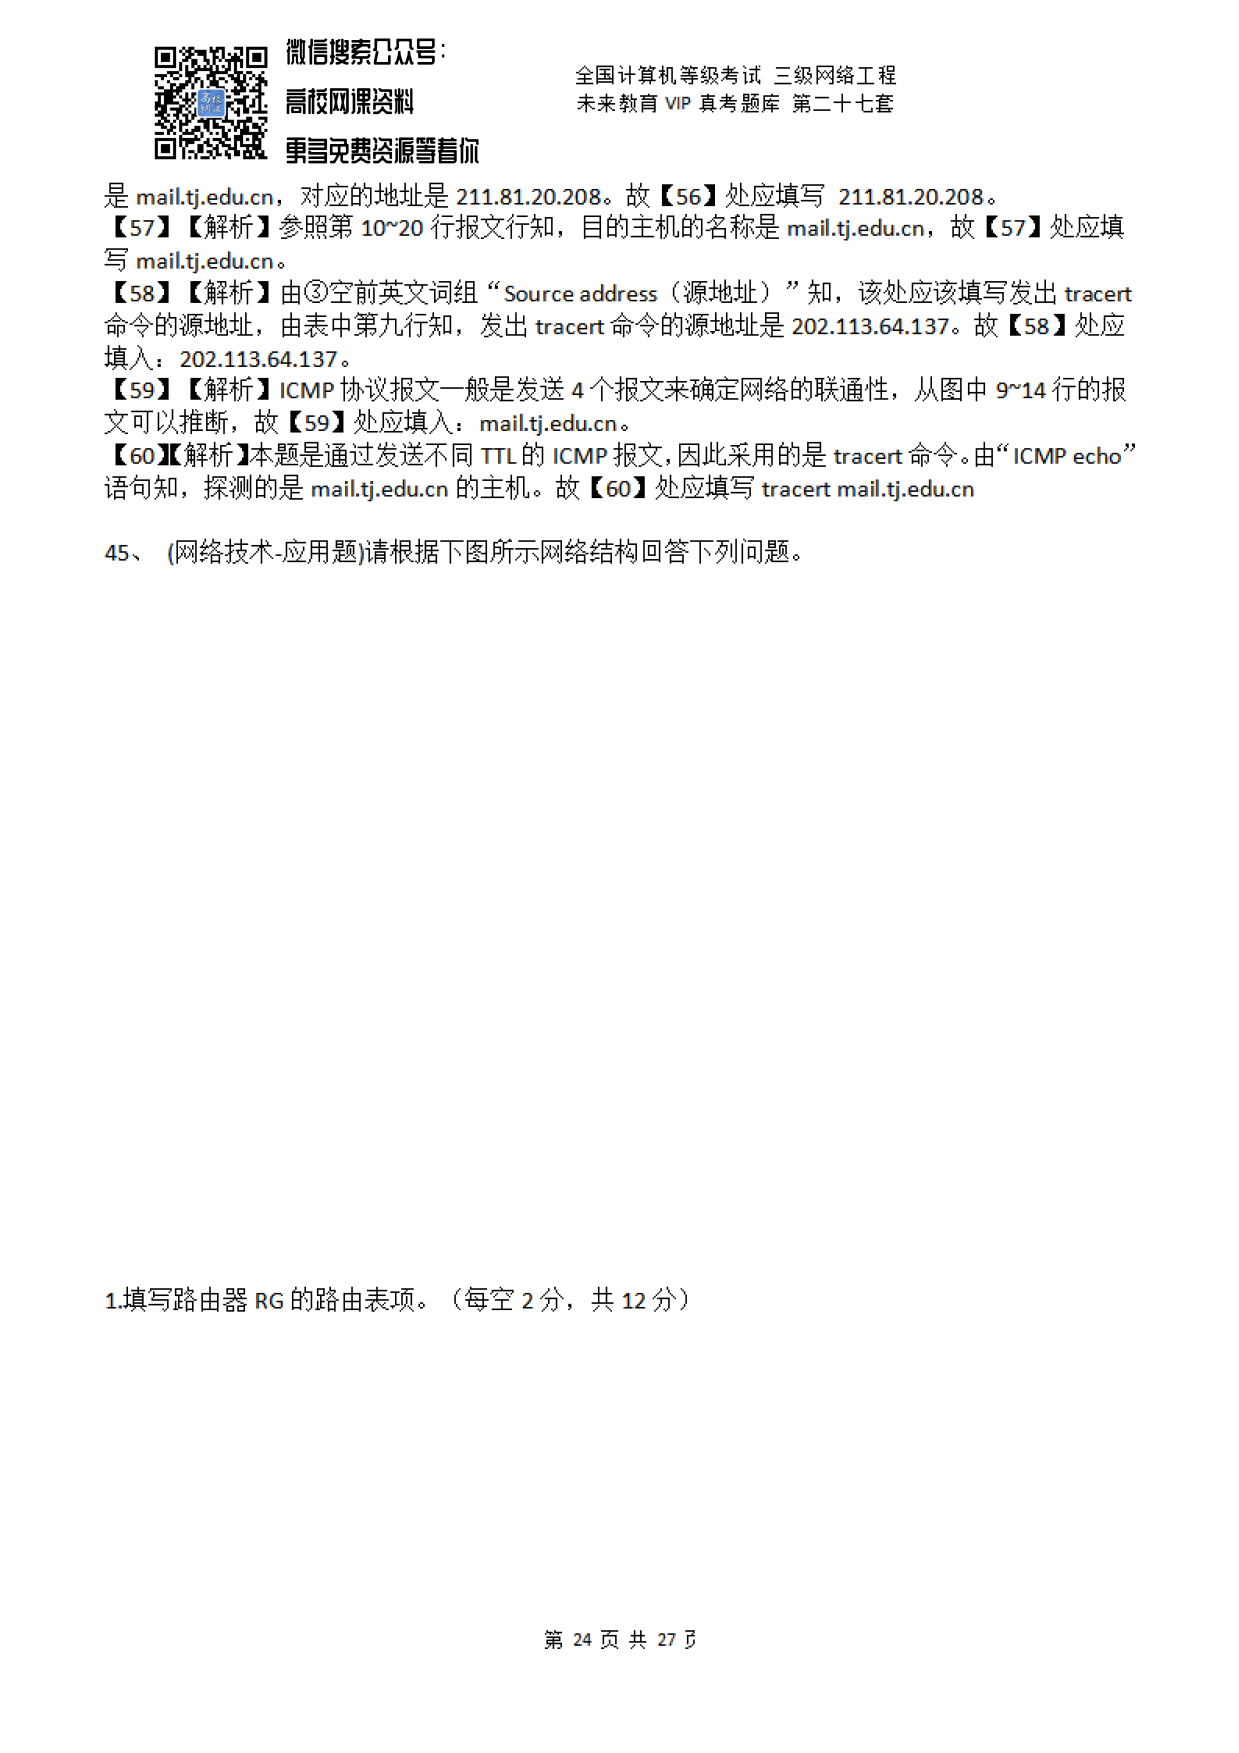 微信搜索公众号：
高校网课资料
更多免费资源等着你
全国计算机等级考试 三级网络工程
未来教育 VIP 真考题库 第二十七套
是 mail.tj.edu.cn，对应的地址是 211.81.20.208。故【56】处应填写 211.81.20.208。
【57】【解析】参照第 10~20 行报文行知，目的主机的名称是 mail.tj.edu.cn，故【57】处应填
写 mail.tj.edu.cn。
【58】【解析】由③空前英文词组“Source address（源地址）”知，该处应该填写发出 tracert
命令的源地址，由表中第九行知，发出 tracert 命令的源地址是 202.113.64.137。故【58】处应
填入：202.113.64.137。
【59】【解析】ICMP 协议报文一般是发送 4 个报文来确定网络的联通性，从图中 9~14 行的报
文可以推断，故【59】处应填入：mail.tj.edu.cn。
【60】【解析】本题是通过发送不同 TTL 的 ICMP 报文，因此采用的是 tracert 命令。由“ICMP echo”
语句知，探测的是 mail.tj.edu.cn 的主机。故【60】处应填写 tracert mail.tj.edu.cn
45、 (网络技术-应用题)请根据下图所示网络结构回答下列问题。
1.填写路由器 RG 的路由表项。（每空 2 分，共 12 分）
第 24 页 共 27 页